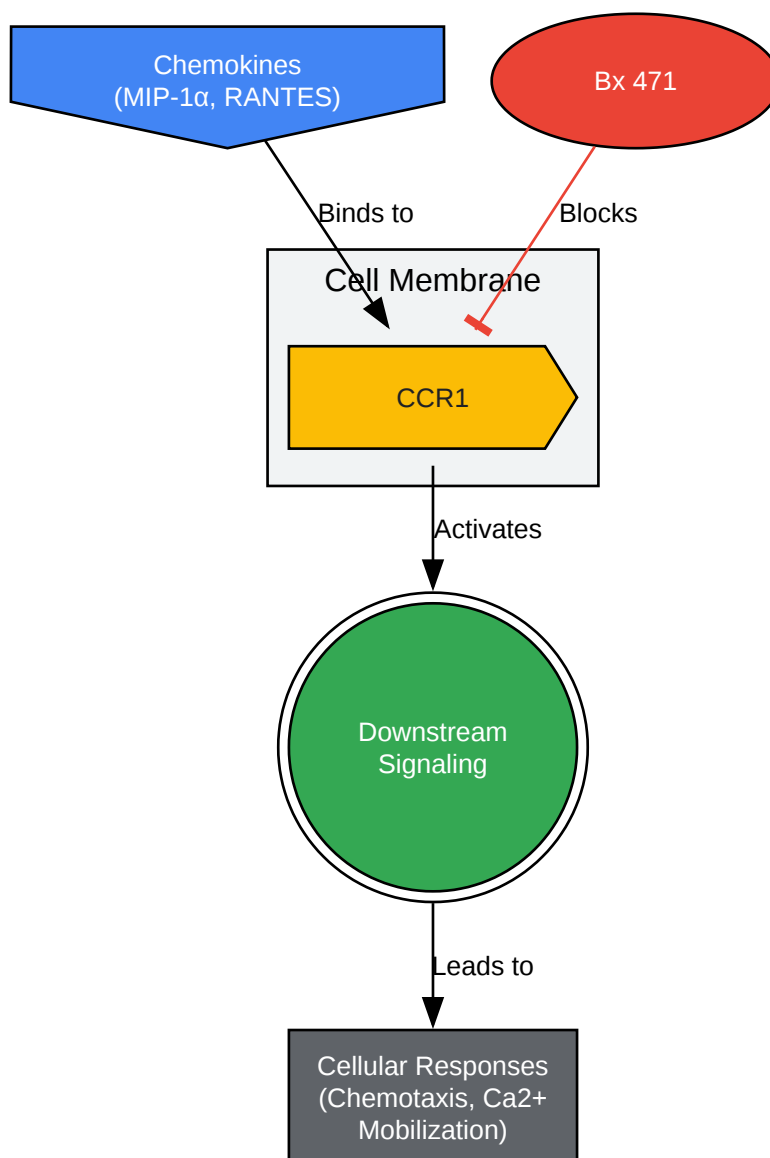 Chemokines
(MIP-1α, RANTES)
Bx 471
Binds to
Blocks
Cell Membrane
CCR1
Activates
Downstream
Signaling
Leads to
Cellular Responses
(Chemotaxis, Ca2+
Mobilization)